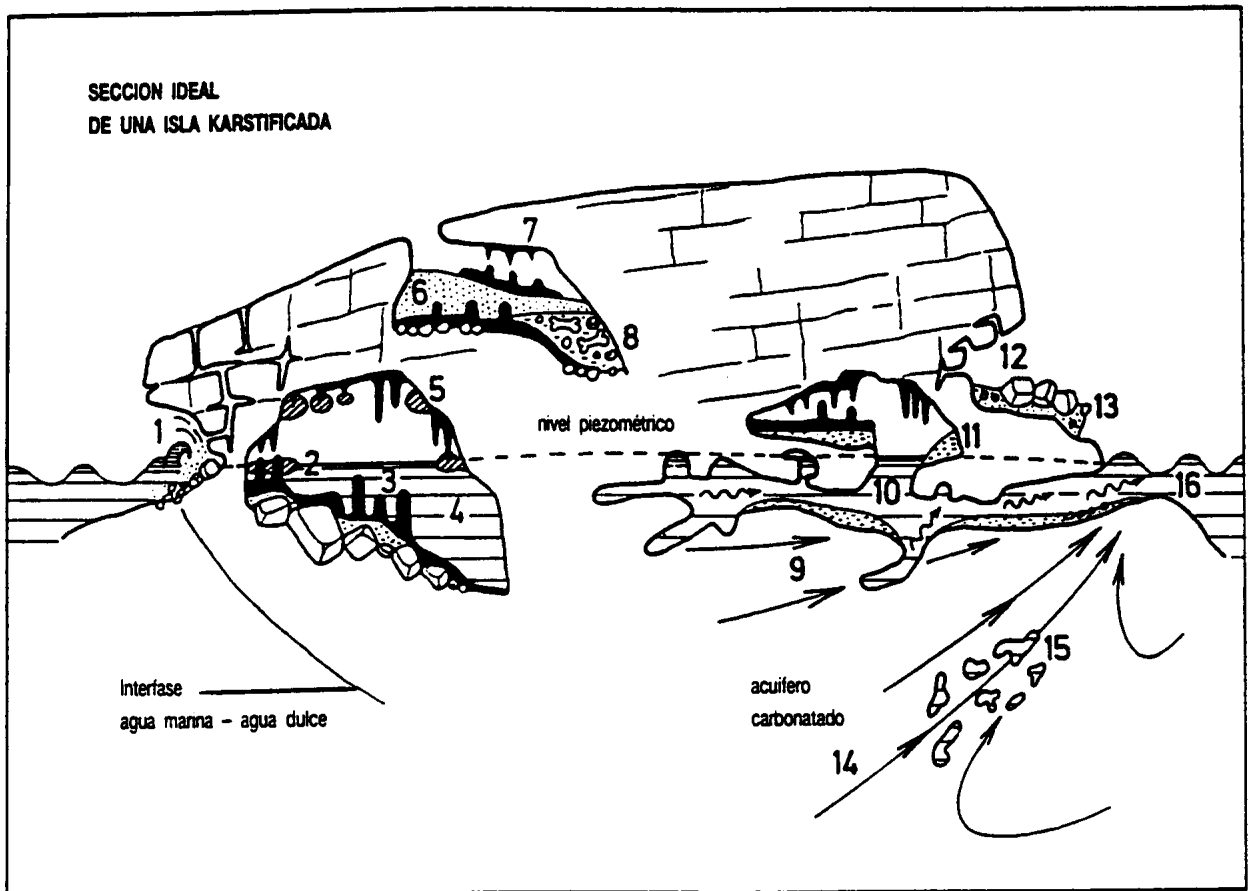 SECCION IDEAL
DE UNA ISLA KARSTIFICADA
7
6
8
12
5
13
nivel piezométrico
1
11
2
3
10
16
4
9
15
Interfase
agua marina - agua dulce
acuifero
carbonatado
14